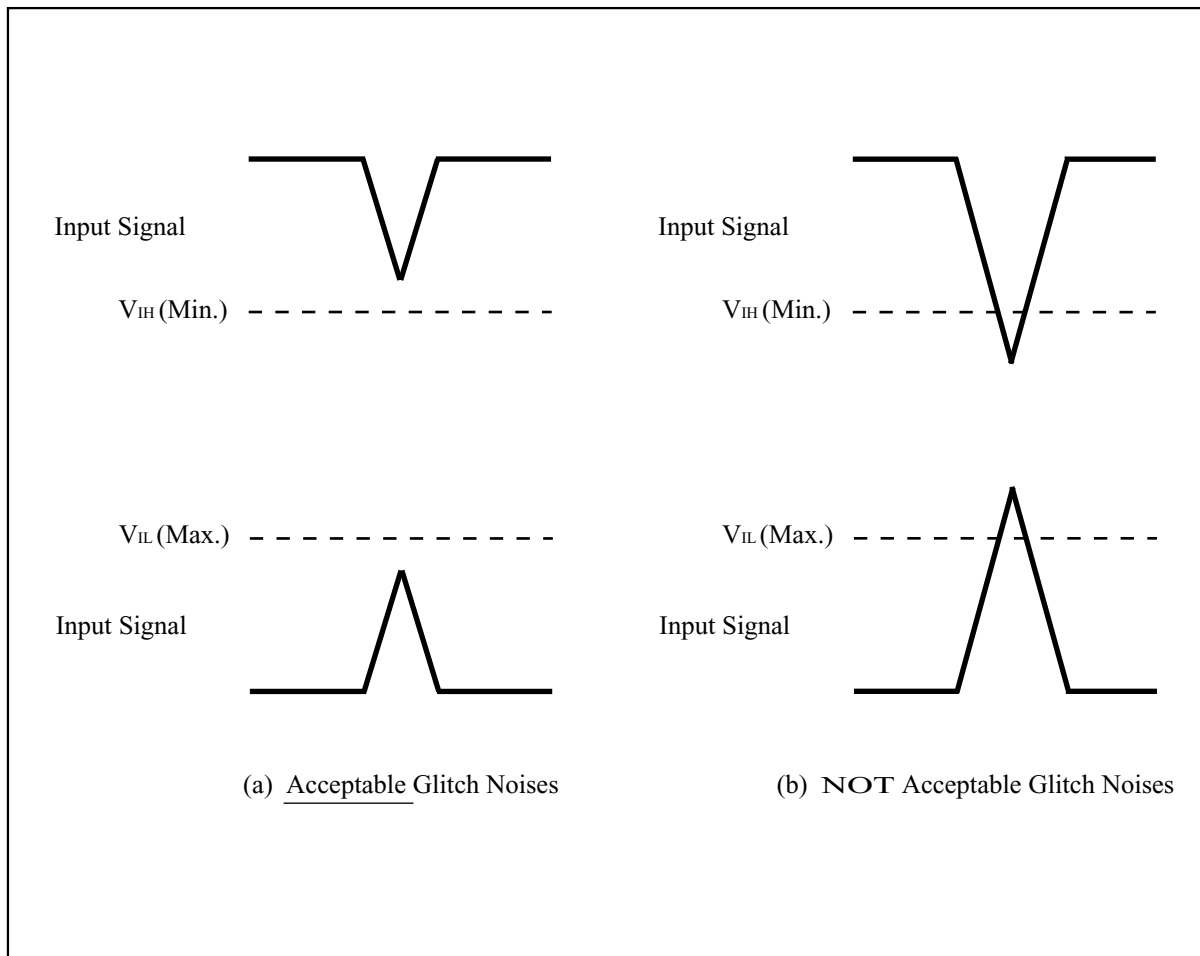 Input Signal
Input Signal
VIH (Min.)
VIH (Min.)
VIL (Max.)
VIL (Max.)
Input Signal
Input Signal
(a) Acceptable Glitch Noises
(b) NOT Acceptable Glitch Noises